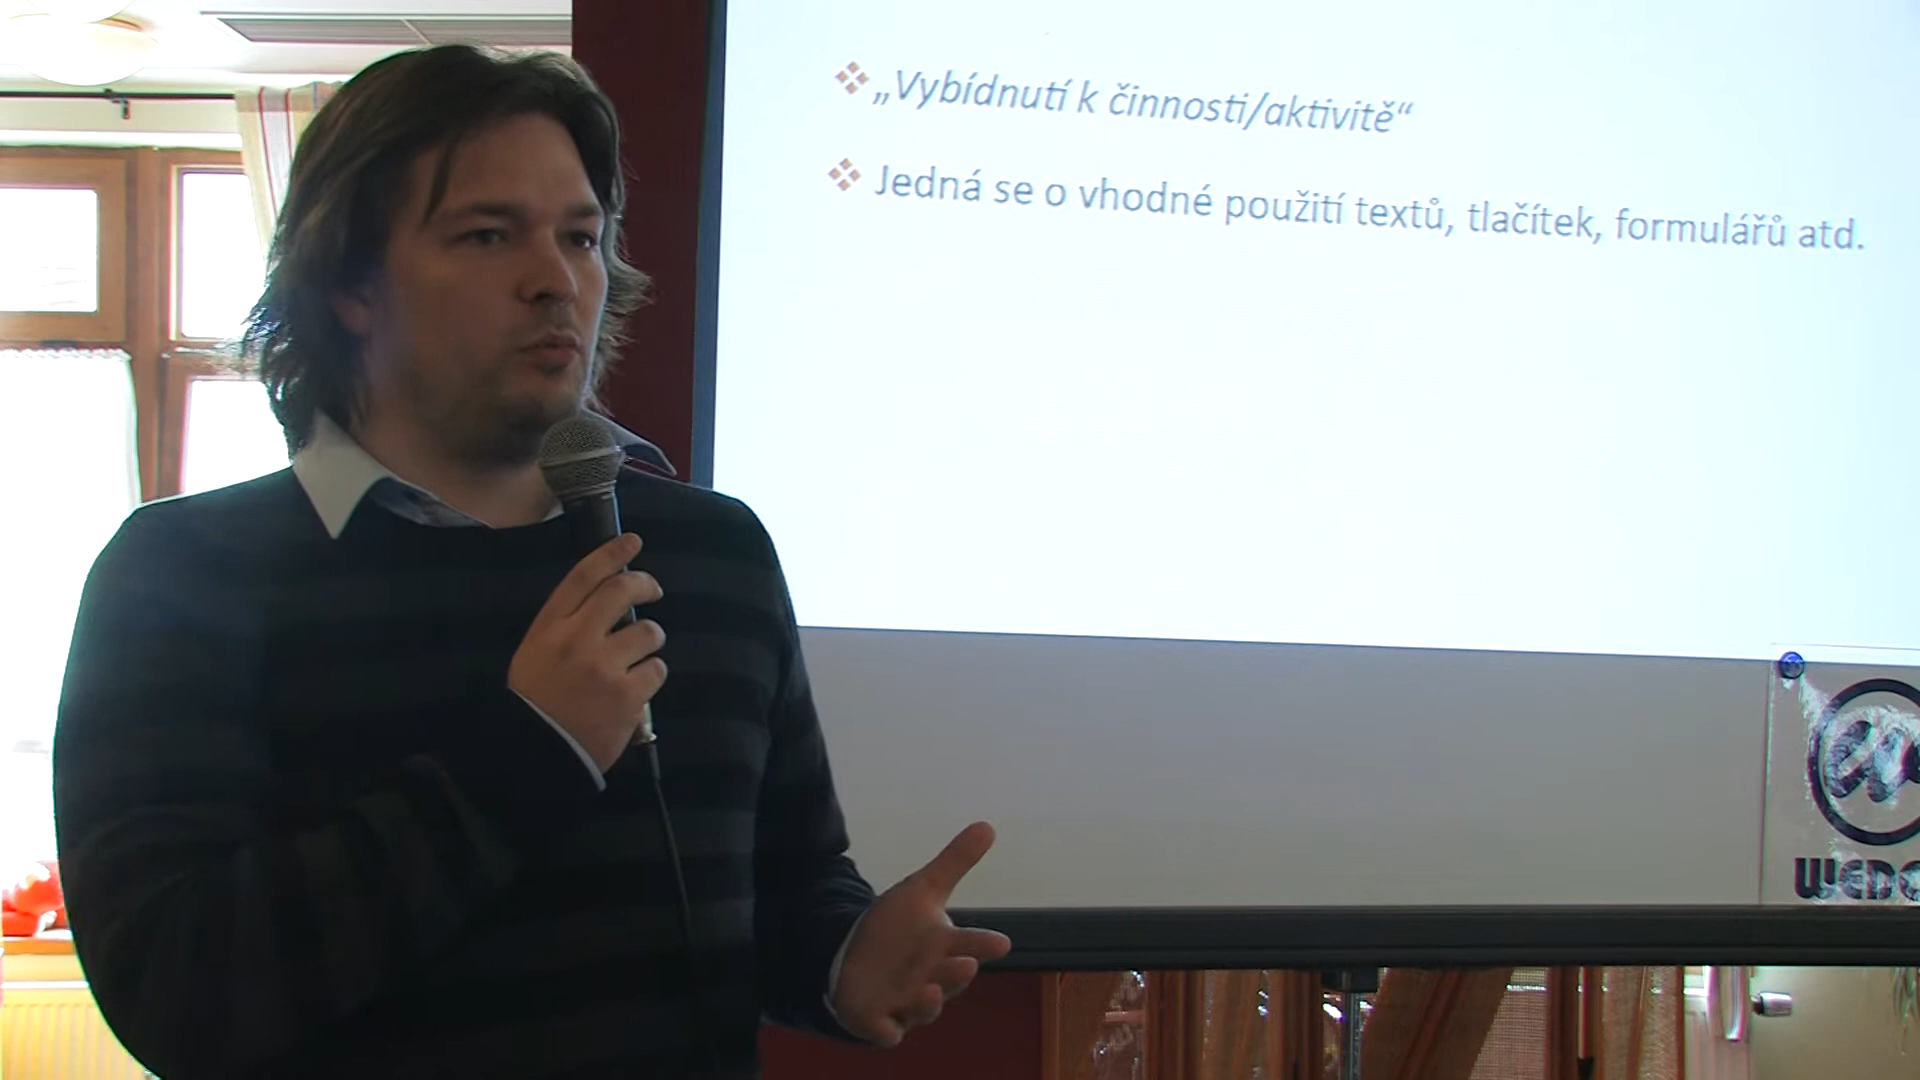 „Vybídnutí k činnosti/aktivitě“
Jedná se o vhodné použití textů, tlačítek, formulářů atd.